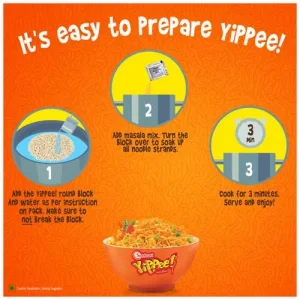 It's easy to Prepare YiPPee!
1
Add the YiPPee! round Block
And water as Per instruction
on Pack. Make sure to
not Break the Block.
2
Add masala mix. Turn the
Block over to soak up
all noodle strands.
3
Min
3
Cook for 3 minutes.
Serve and enjoy!
YiPPee!